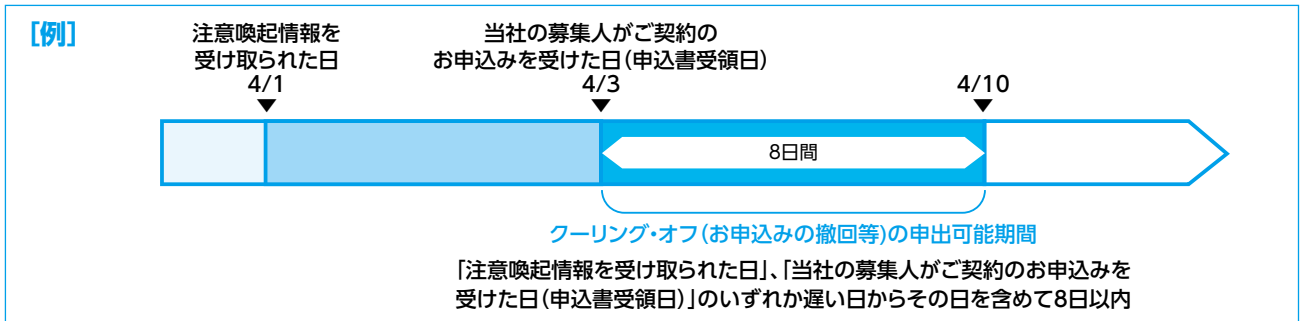 [例]
注意喚起情報を
受け取られた日
4/1
当社の募集人がご契約の
お申込みを受けた日(申込書受領日)
4/3
4/10
8日間
クーリング・オフ(お申込みの撤回等)の申出可能期間
「注意喚起情報を受け取られた日」、「当社の募集人がご契約のお申込みを
受けた日(申込書受領日)」のいずれか遅い日からその日を含めて8日以内